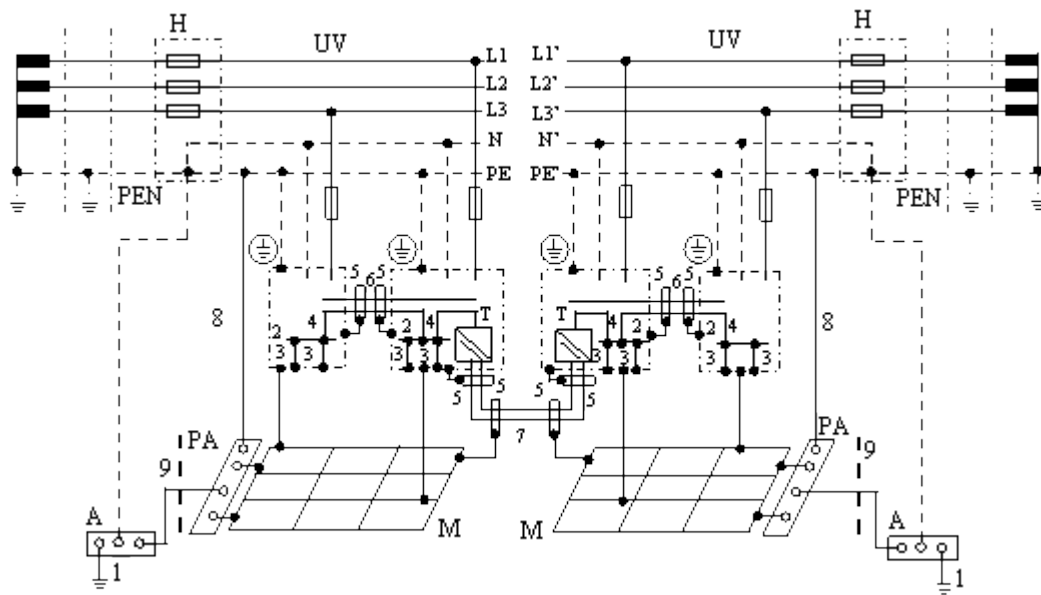 H UV UV H
L1 L1'
L2 L2'
L3 L3'
N N'
PE PE'
PEN PEN
5 6 5 5 6 5
8 2 4 2 4 T T 4 2 4 8
3 3 3 3 3 3 3 3
5 5 5 5
7
PA PA
9 9
A M M A
1 1